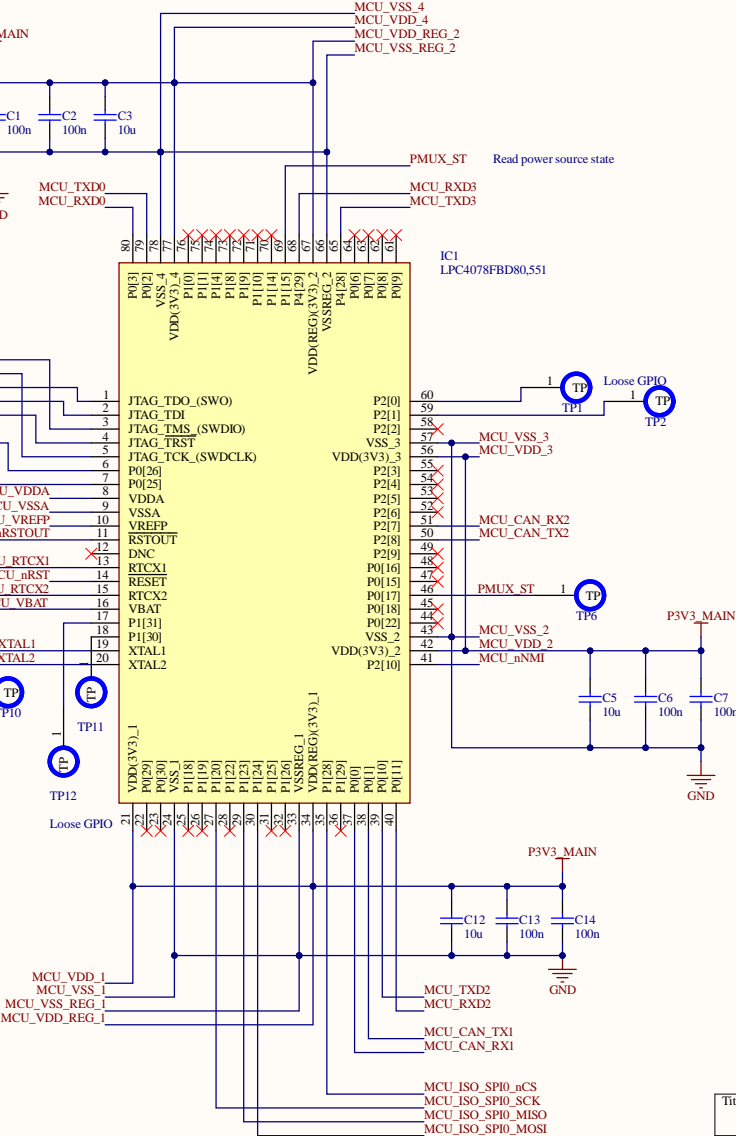 MCU_VSS_4
MCU_VDD_4
MCU_VDD_REG_2
MCU_VSS_REG_2
MAIN
C1
100n
C2
100n
C3
10u
PMUX_ST
Read power source state
MCU_TXD0
MCU_RXD0
MCU_RXD3
MCU_TXD3
D
80 79 78 77 76 75 74 73 72 71 70 69 68 67 66 65 64 63 62 61
IC1
LPC4078FBD80,551
P0[3] P0[2] VSS_4 VDD(3V3)_4 P1[0] P1[1] P1[4] P1[8] P1[9] P1[10] P1[14] P1[15] P4[29] VDD(REG)(3V3)_2 VSSREG_2 P4[28] P0[6] P0[7] P0[8] P0[9]
1 JTAG_TDO_(SWO)
2 JTAG_TDI
3 JTAG_TMS_(SWDIO)
4 JTAG_TRST
5 JTAG_TCK_(SWDCLK)
6 P0[26]
7 P0[25]
U_VDDA 8 VDDA
CU_VSSA 9 VSSA
U_VREFP 10 VREFP
nRSTOUT 11 RSTOUT
12 DNC
U_RTCX1 13 RTCX1
CU_nRST 14 RESET
U_RTCX2 15 RTCX2
U_VBAT 16 VBAT
17 P1[31]
18 P1[30]
XTAL1 19 XTAL1
XTAL2 20 XTAL2
P2[0] 60
P2[1] 59
P2[2] 58
VSS_3 57 MCU_VSS_3
VDD(3V3)_3 56 MCU_VDD_3
P2[3] 55
P2[4] 54
P2[5] 53
P2[6] 52
P2[7] 51 MCU_CAN_RX2
P2[8] 50 MCU_CAN_TX2
P2[9] 49
P0[16] 48
P0[15] 47
P0[17] 46 PMUX_ST
P0[18] 45
P0[22] 44
VSS_2 43 MCU_VSS_2
VDD(3V3)_2 42 MCU_VDD_2
P2[10] 41 MCU_nNMI
Loose GPIO
1 TP
TP1
1 TP
TP2
1 TP
TP6
P3V3_MAIN
C5
10u
C6
100n
C7
100n
GND
TP
TP10
TP
TP11
1
TP
TP12
Loose GPIO
VDD(3V3)_1 P0[29] P0[30] VSS_1 P1[18] P1[19] P1[20] P1[22] P1[23] P1[24] P1[25] P1[26] VSSREG_1 VDD(REG)(3V3)_1 P1[28] P1[29] P0[0] P0[1] P0[10] P0[11]
21 22 23 24 25 26 27 28 29 30 31 32 33 34 35 36 37 38 39 40
P3V3_MAIN
C12
10u
C13
100n
C14
100n
GND
MCU_VDD_1
MCU_VSS_1
MCU_VSS_REG_1
MCU_VDD_REG_1
MCU_TXD2
MCU_RXD2
MCU_CAN_TX1
MCU_CAN_RX1
MCU_ISO_SPI0_nCS
MCU_ISO_SPI0_SCK
MCU_ISO_SPI0_MISO
MCU_ISO_SPI0_MOSI
Tit